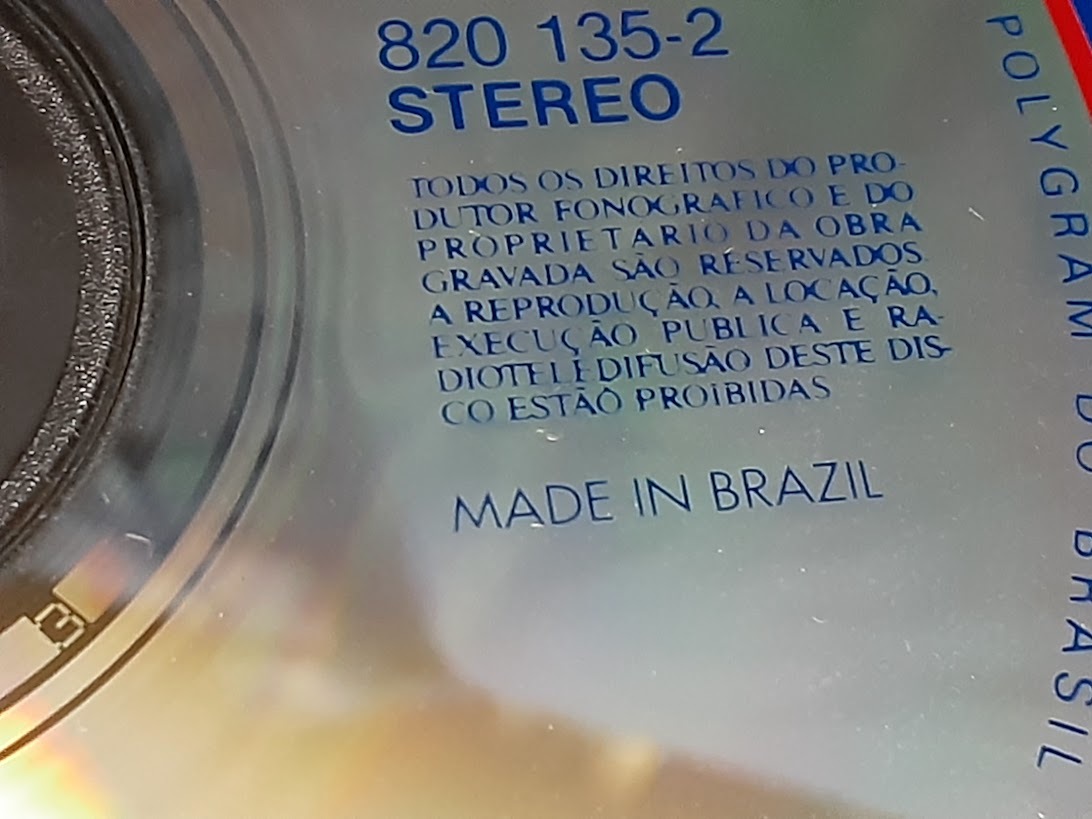 820 135-2
STEREO
TODOS OS DIREITOS DO PRO-
DUTOR FONOGRAFICO E DO
PROPRIETARIO DA OBRA
GRAVADA SÃO RESERVADOS.
A REPRODUÇÃO, A LOCAÇÃO,
EXECUÇÃO PUBLICA E RA-
DIOTELEDIFUSÃO DESTE DIS-
CO ESTÃO PROIBIDAS
MADE IN BRAZIL
POLYGRAM DO BRASIL